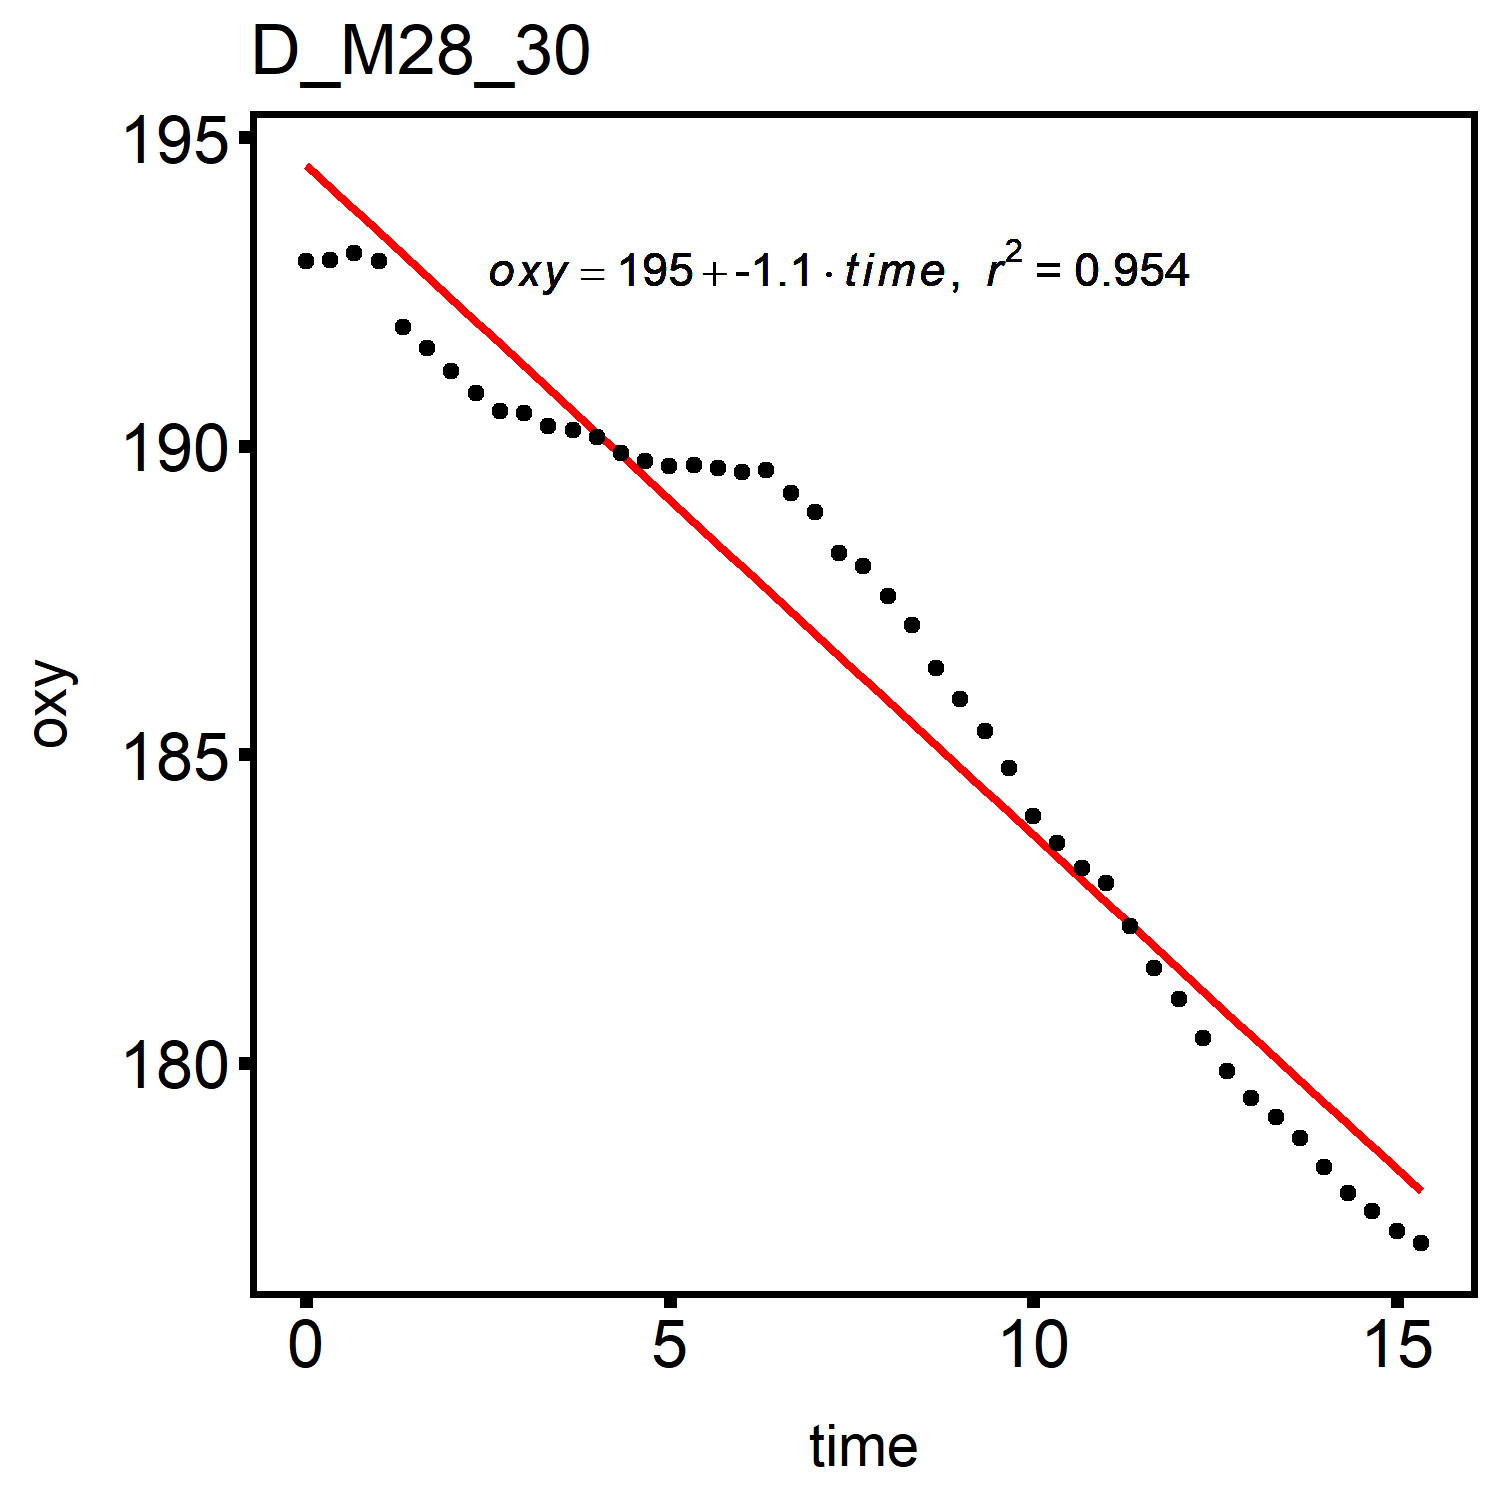 D_M28_30
195
oxy = 195 + -1.1 · time, r² = 0.954
190
185
180
oxy
0 5 10 15
time